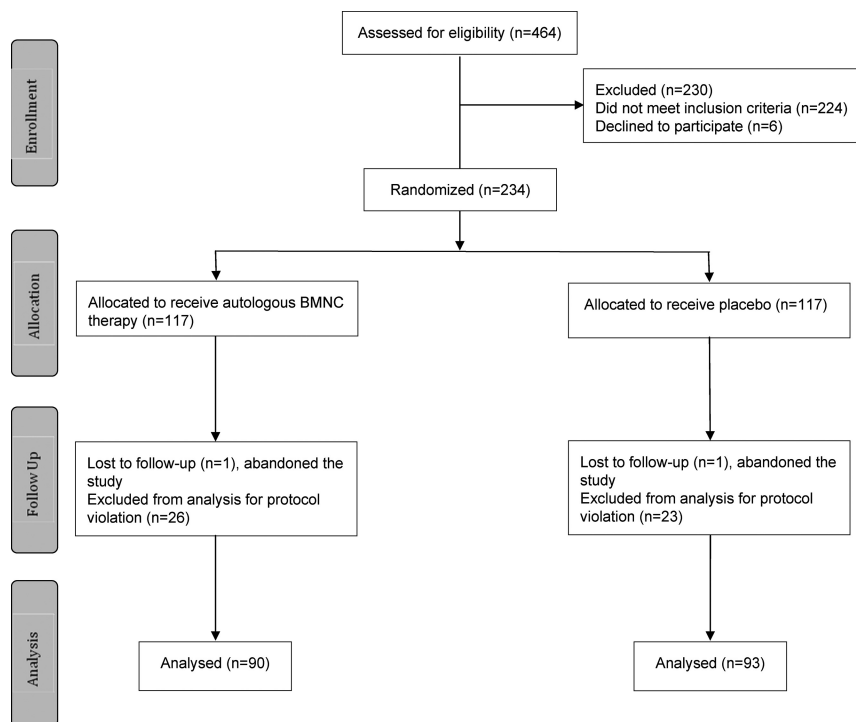 Assessed for eligibility (n=464)
Enrollment
Excluded (n=230)
Did not meet inclusion criteria (n=224)
Declined to participate (n=6)
Randomized (n=234)
Allocation
Allocated to receive autologous BMNC
therapy (n=117)
Allocated to receive placebo (n=117)
Follow Up
Lost to follow-up (n=1), abandoned the
study
Excluded from analysis for protocol
violation (n=26)
Lost to follow-up (n=1), abandoned the
study
Excluded from analysis for protocol
violation (n=23)
Analysis
Analysed (n=90)
Analysed (n=93)